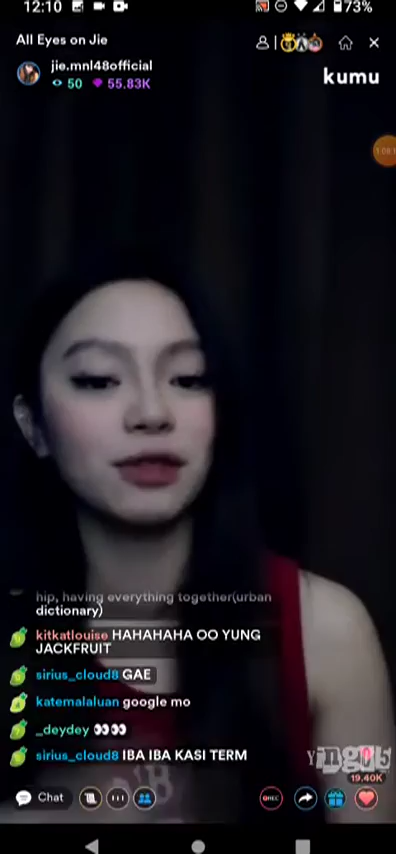 12:10
73%
All Eyes on Jie
jie.mnl48official
50 55.83K
kumu
hip, having everything together(urban
dictionary)
kitkatlouise HAHAHAHA OO YUNG
JACKFRUIT
sirius_cloud8 GAE
katemalaluan google mo
_deydey 👀👀
sirius_cloud8 IBA IBA KASI TERM
19.40K
Chat